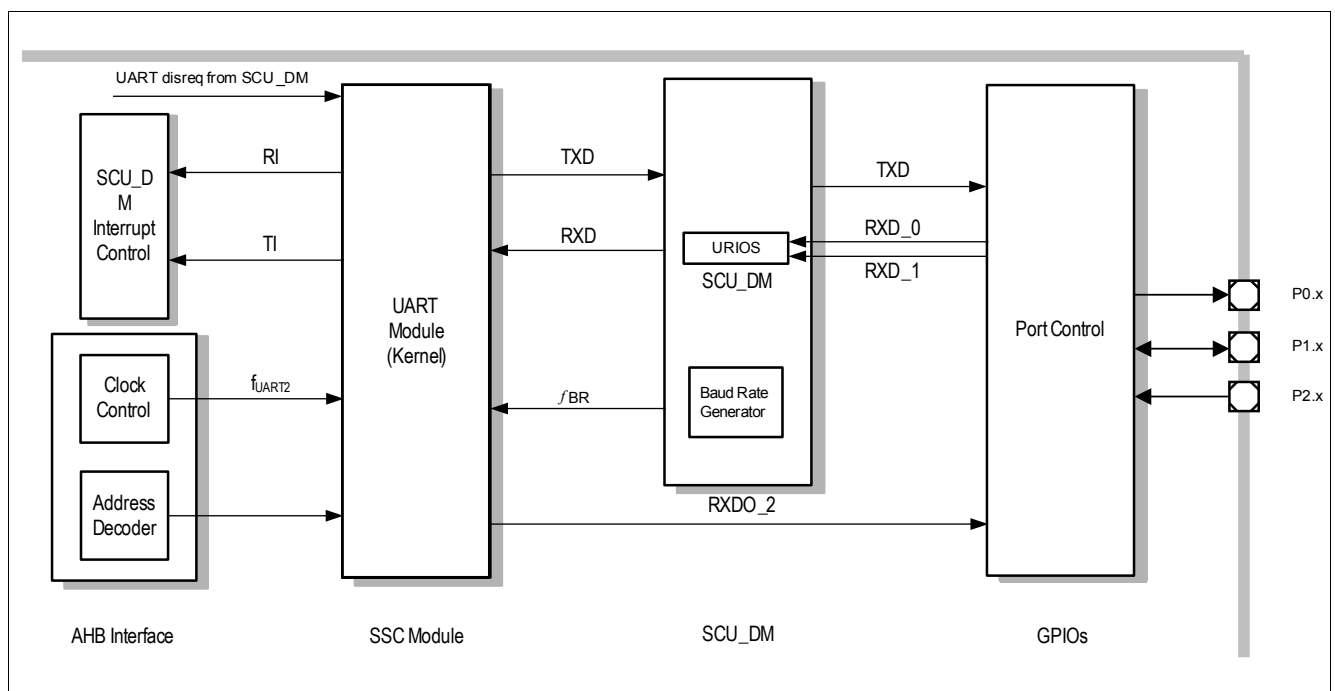 UART disreq from SCU_DM
RI
TI
SCU_D
M
Interrupt
Control
Clock
Control
fUART2
Address
Decoder
UART
Module
(Kernel)
TXD
RXD
URIOS
SCU_DM
fBR
Baud Rate
Generator
RXDO_2
TXD
RXD_0
RXD_1
Port Control
P0.x
P1.x
P2.x
AHB Interface
SSC Module
SCU_DM
GPIOs